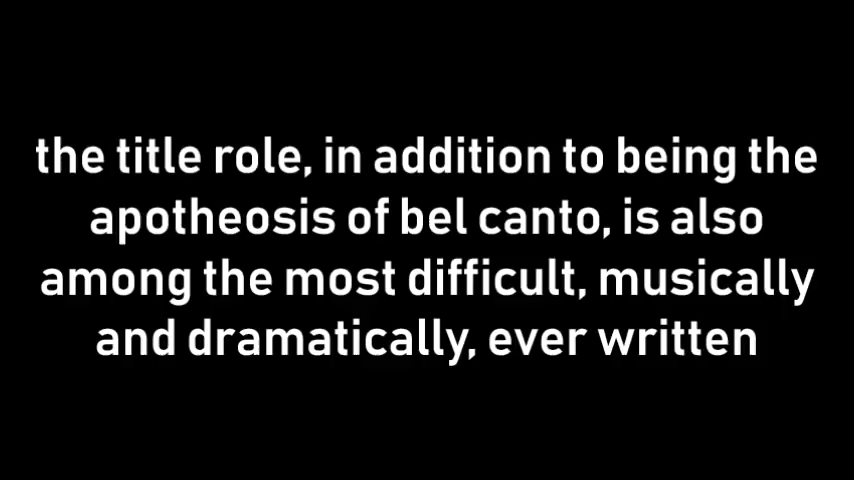 the title role, in addition to being the
apotheosis of bel canto, is also
among the most difficult, musically
and dramatically, ever written